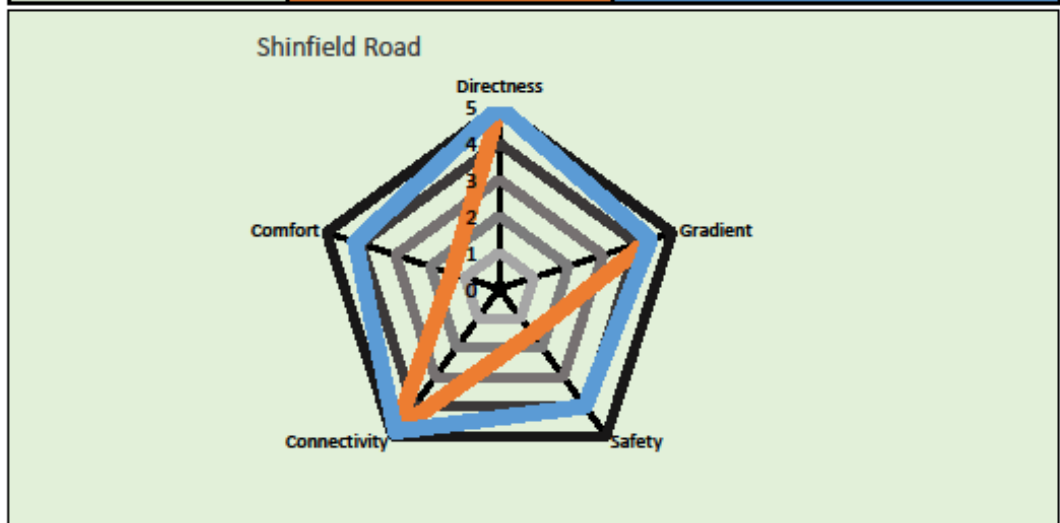 Shinfield Road
Directness
5
4
3
2
1
0
Comfort
Gradient
Connectivity
Safety